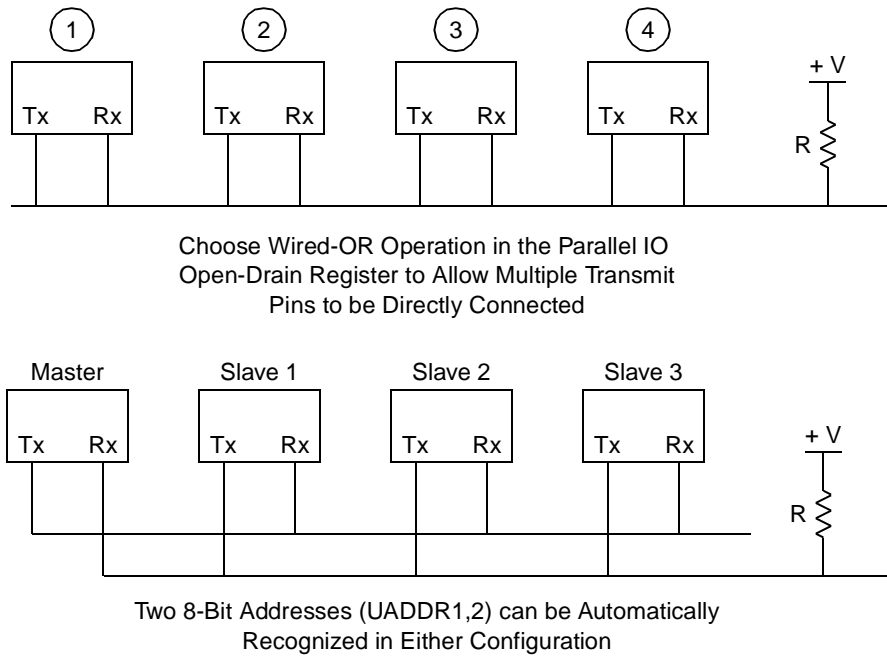 1 2 3 4
+ V
Tx Rx Tx Rx Tx Rx Tx Rx
R
Choose Wired-OR Operation in the Parallel IO
Open-Drain Register to Allow Multiple Transmit
Pins to be Directly Connected
Master Slave 1 Slave 2 Slave 3
+ V
Tx Rx Tx Rx Tx Rx Tx Rx
R
Two 8-Bit Addresses (UADDR1,2) can be Automatically
Recognized in Either Configuration